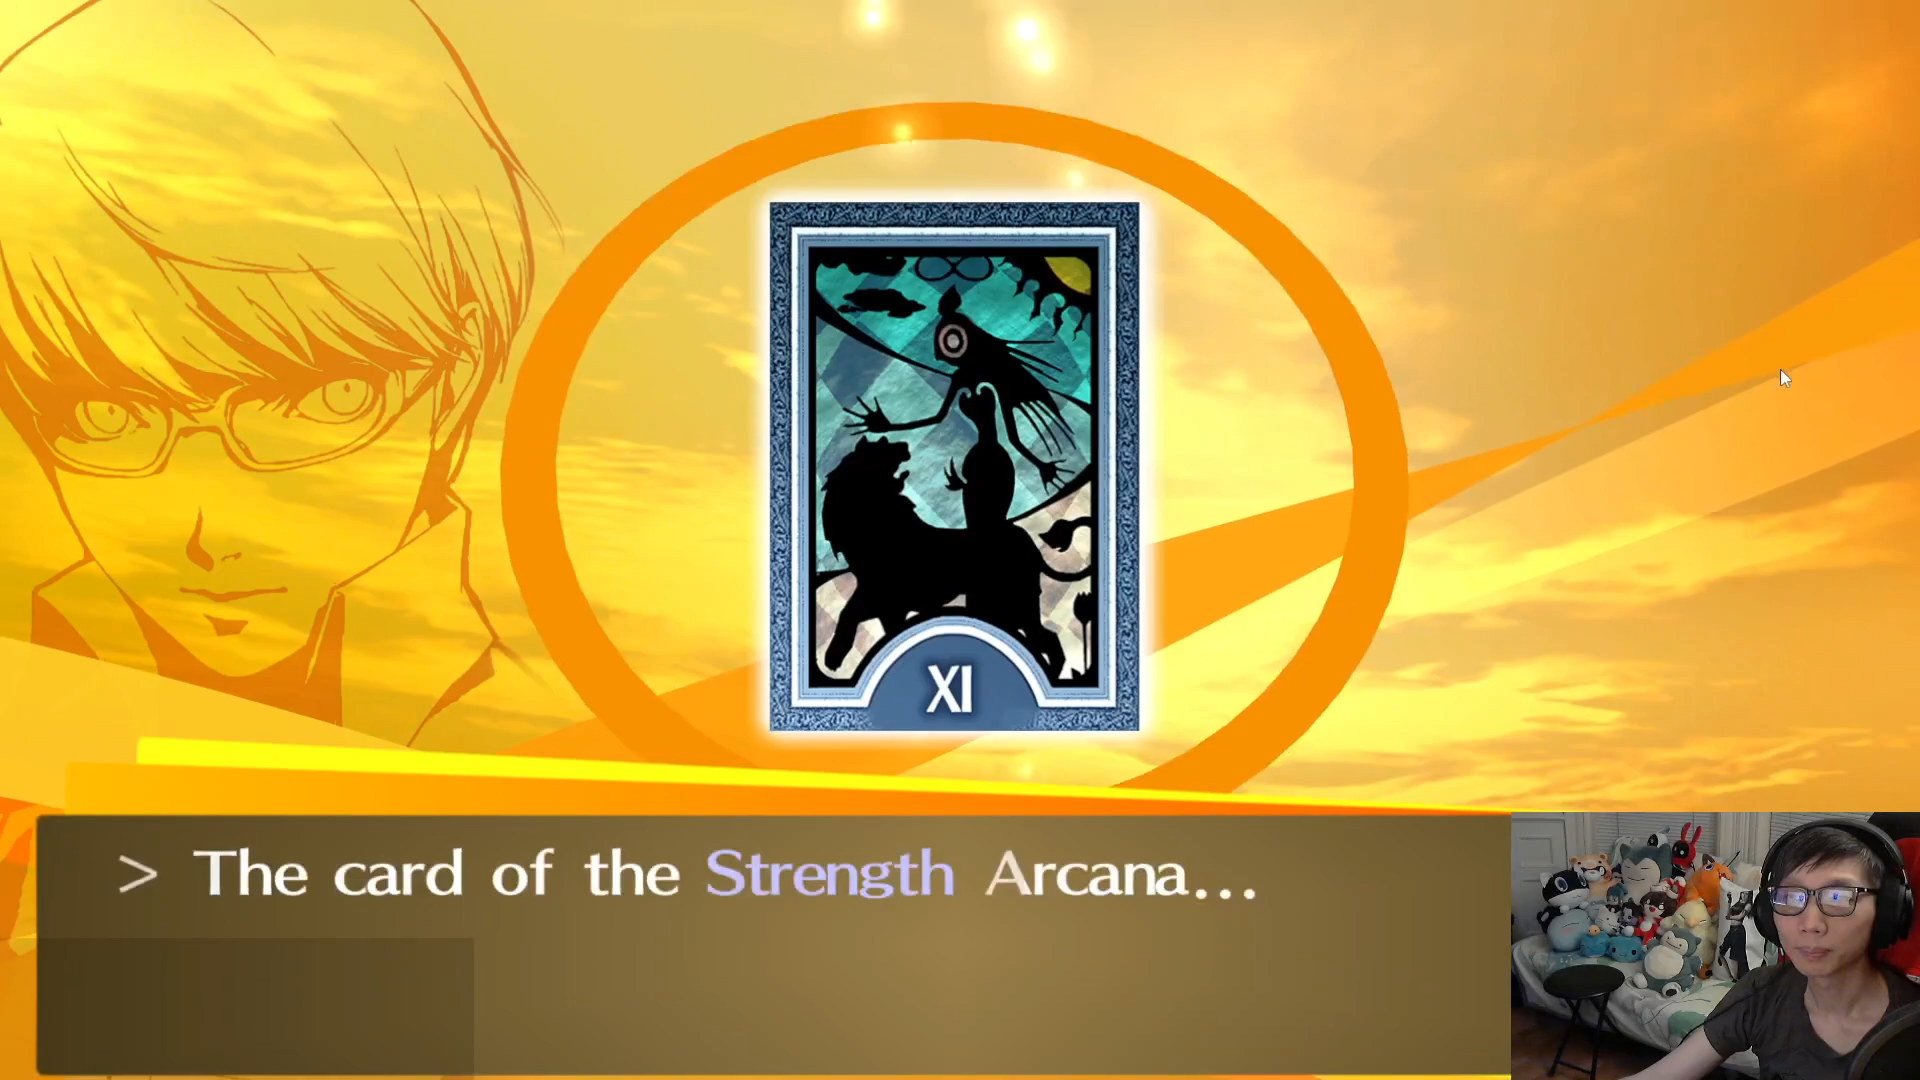 XI
> The card of the Strength Arcana...